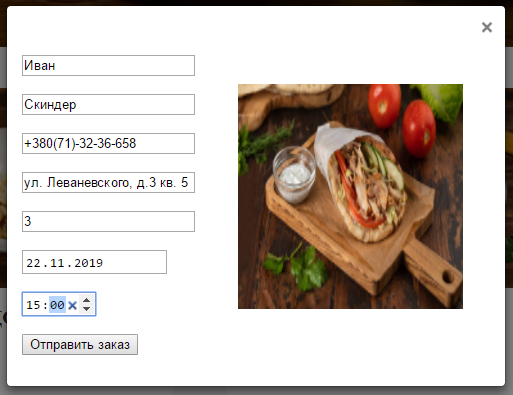 ×
Иван
Скиндер
+380(71)-32-36-658
ул. Леваневского, д.3 кв. 5
3
22.11.2019
15:00
Отправить заказ